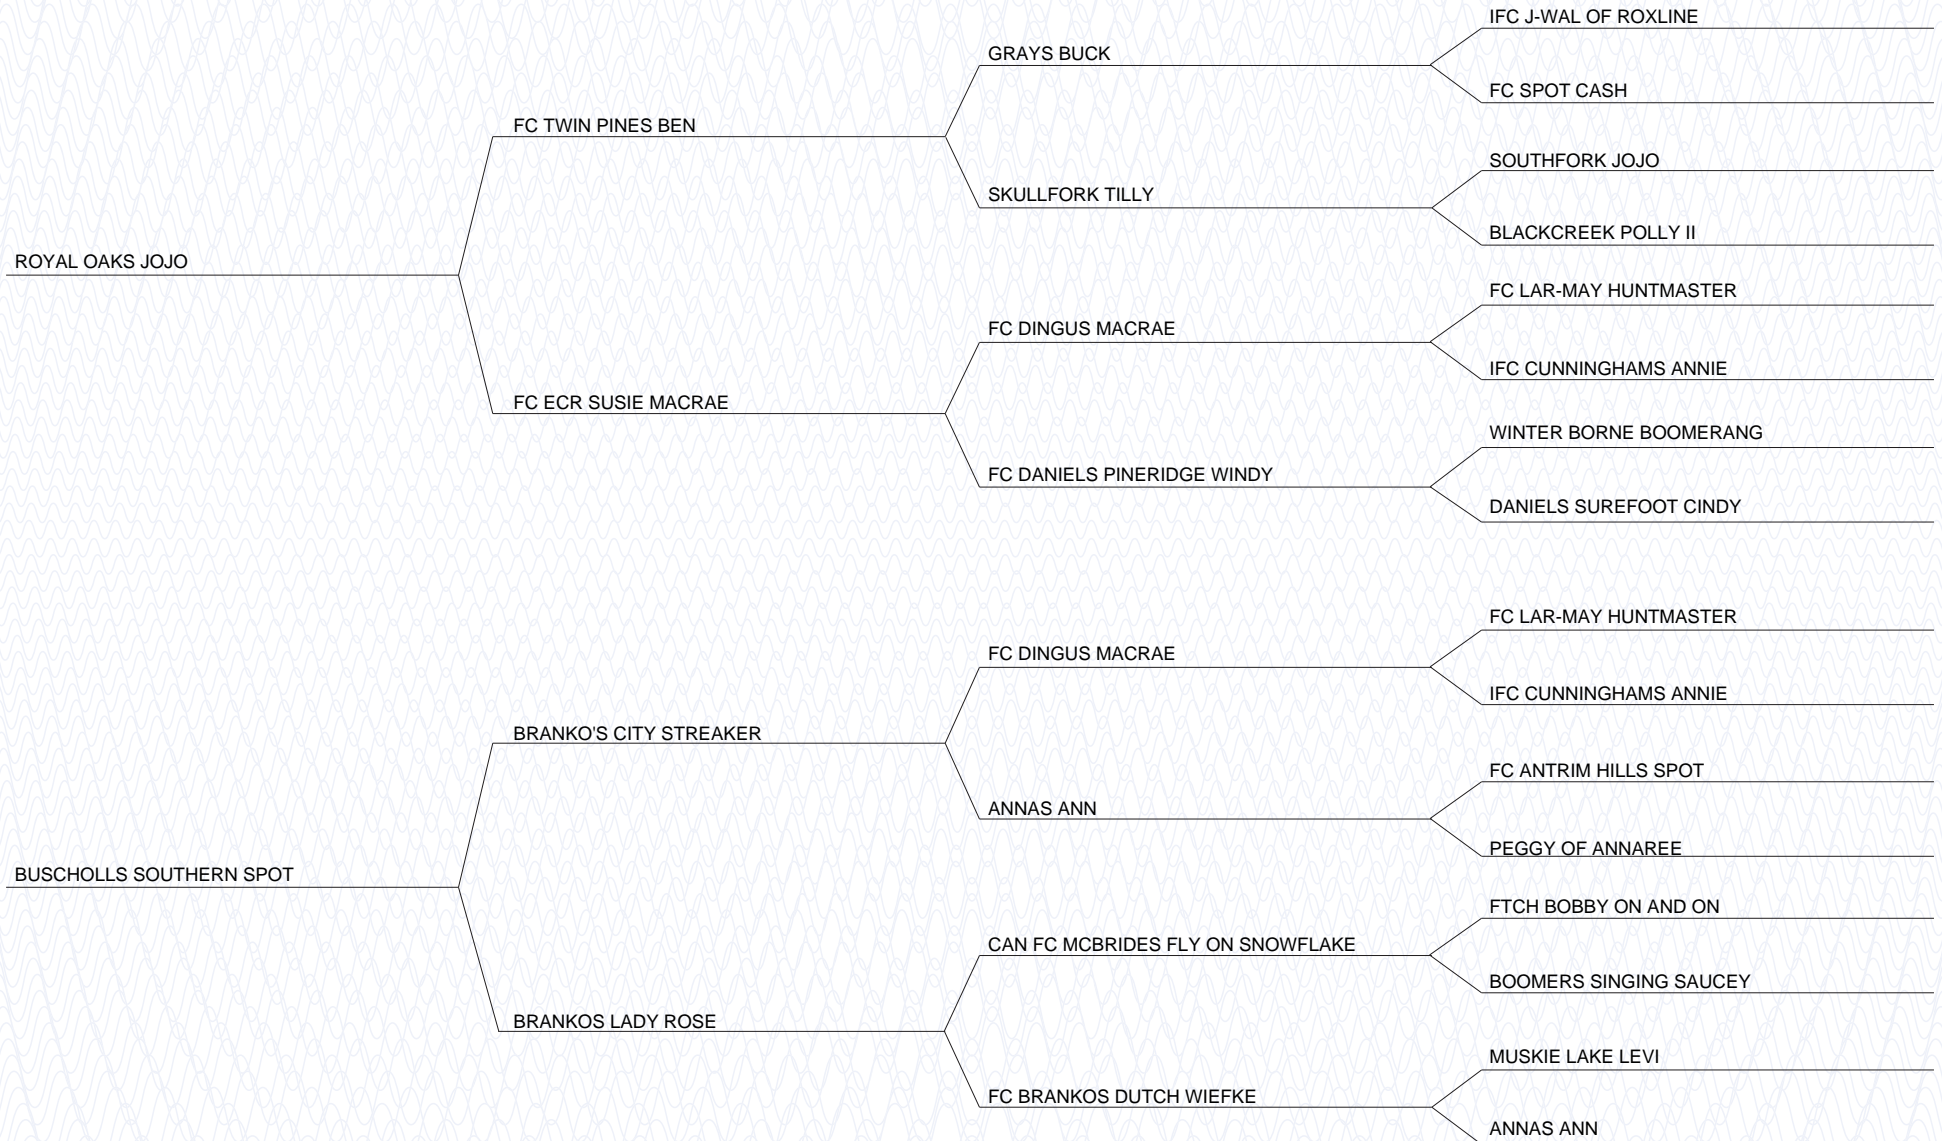 IFC J-WAL OF ROXLINE
GRAYS BUCK
FC SPOT CASH
FC TWIN PINES BEN
SOUTHFORK JOJO
SKULLFORK TILLY
BLACKCREEK POLLY II
ROYAL OAKS JOJO
FC LAR-MAY HUNTMASTER
FC DINGUS MACRAE
IFC CUNNINGHAMS ANNIE
FC ECR SUSIE MACRAE
WINTER BORNE BOOMERANG
FC DANIELS PINERIDGE WINDY
DANIELS SUREFOOT CINDY
FC LAR-MAY HUNTMASTER
FC DINGUS MACRAE
IFC CUNNINGHAMS ANNIE
BRANKO'S CITY STREAKER
FC ANTRIM HILLS SPOT
ANNAS ANN
PEGGY OF ANNAREE
BUSCHOLLS SOUTHERN SPOT
FTCH BOBBY ON AND ON
CAN FC MCBRIDES FLY ON SNOWFLAKE
BOOMERS SINGING SAUCEY
BRANKOS LADY ROSE
MUSKIE LAKE LEVI
FC BRANKOS DUTCH WIEFKE
ANNAS ANN